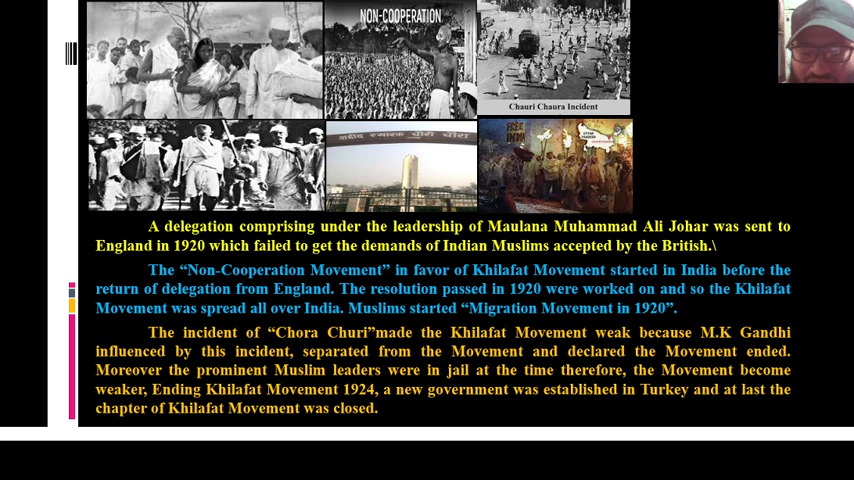 NON-COOPERATION
Chauri Chaura Incident
शहीद स्मारक चौरी चौरा
FREE
INDIA
A delegation comprising under the leadership of Maulana Muhammad Ali Johar was sent to
England in 1920 which failed to get the demands of Indian Muslims accepted by the British.\
The “Non-Cooperation Movement” in favor of Khilafat Movement started in India before the
return of delegation from England. The resolution passed in 1920 were worked on and so the Khilafat
Movement was spread all over India. Muslims started “Migration Movement in 1920”.
The incident of “Chora Churi”made the Khilafat Movement weak because M.K Gandhi
influenced by this incident, separated from the Movement and declared the Movement ended.
Moreover the prominent Muslim leaders were in jail at the time therefore, the Movement become
weaker, Ending Khilafat Movement 1924, a new government was established in Turkey and at last the
chapter of Khilafat Movement was closed.